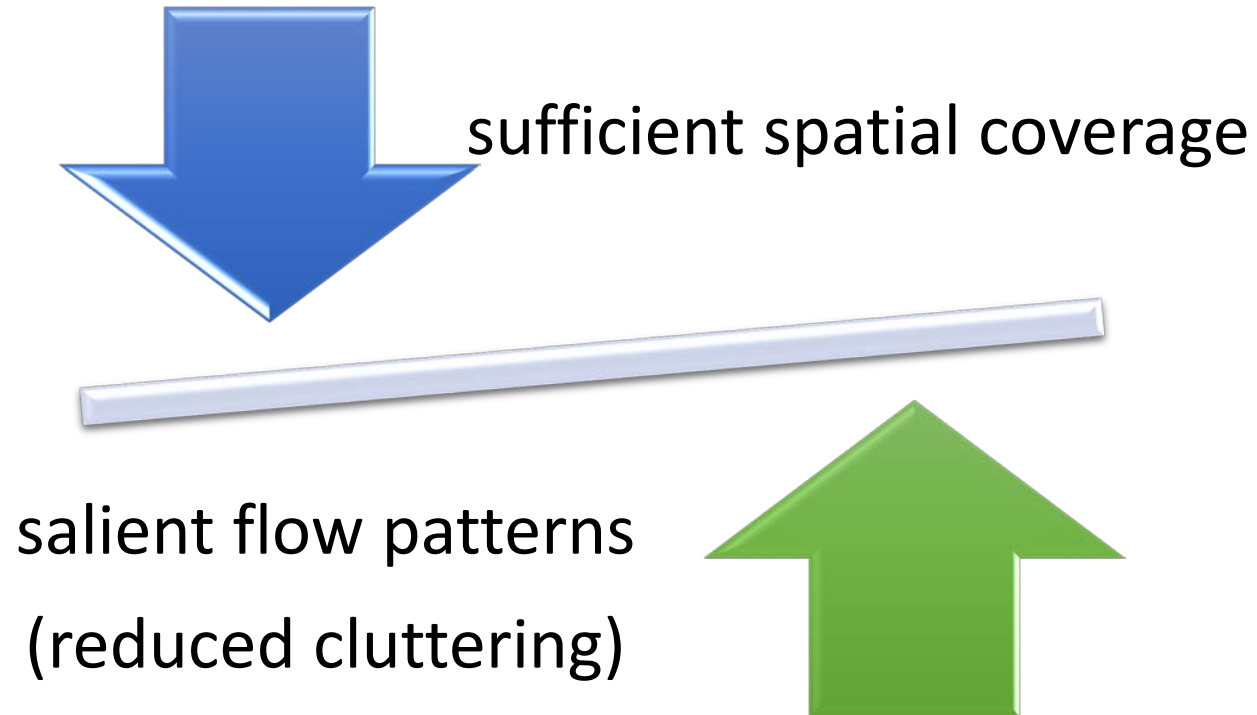 sufficient spatial coverage
salient flow patterns
(reduced cluttering)